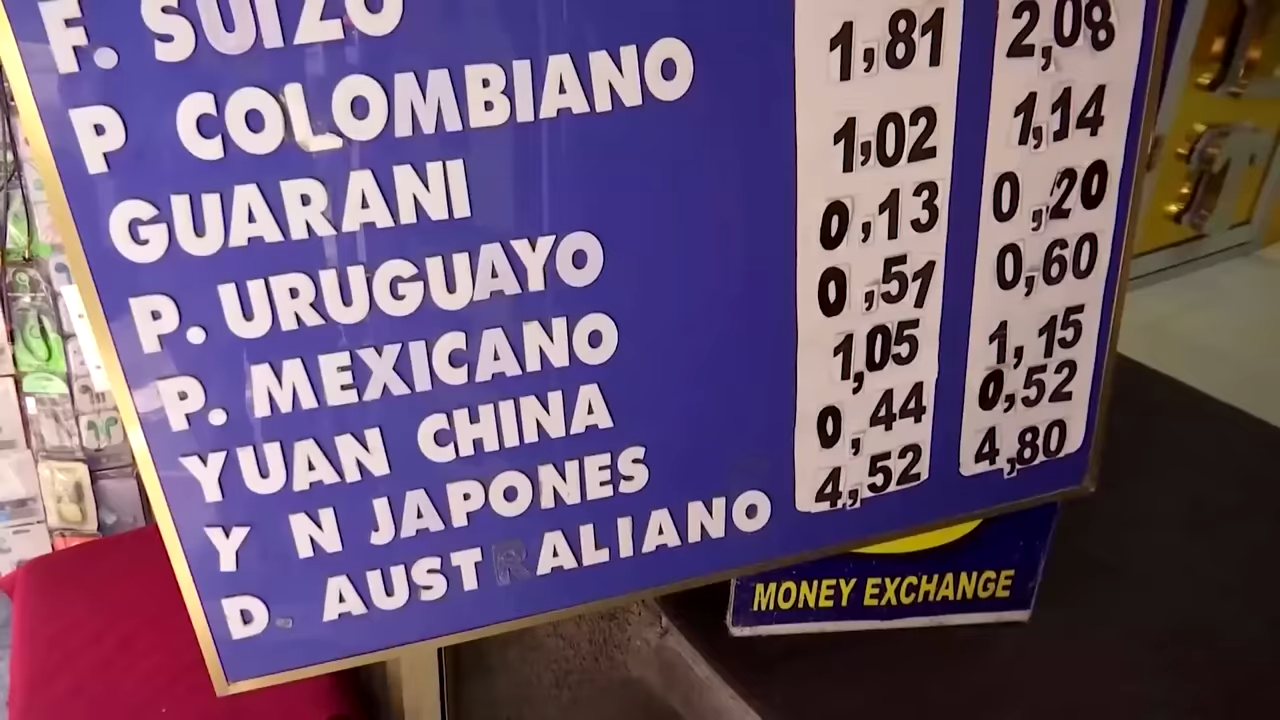 F. SUIZO
P COLOMBIANO 1,81 2,08
GUARANI 1,02 1,14
P. URUGUAYO 0,13 0,20
P. MEXICANO 0,51 0,60
YUAN CHINA 1,05 1,15
Y N JAPONES 0,44 0,52
D. AUSTRALIANO 4,52 4,80
MONEY EXCHANGE